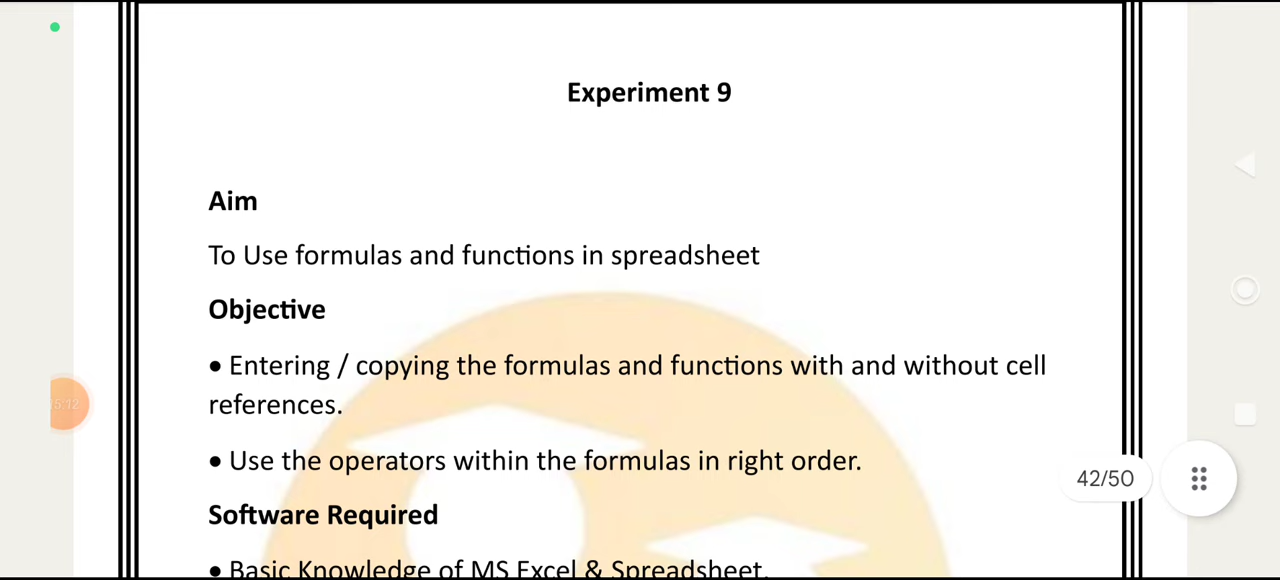 Experiment 9
Aim
To Use formulas and functions in spreadsheet
Objective
• Entering / copying the formulas and functions with and without cell
references.
• Use the operators within the formulas in right order.
Software Required
• Basic Knowledge of MS Excel & Spreadsheet.
42/50